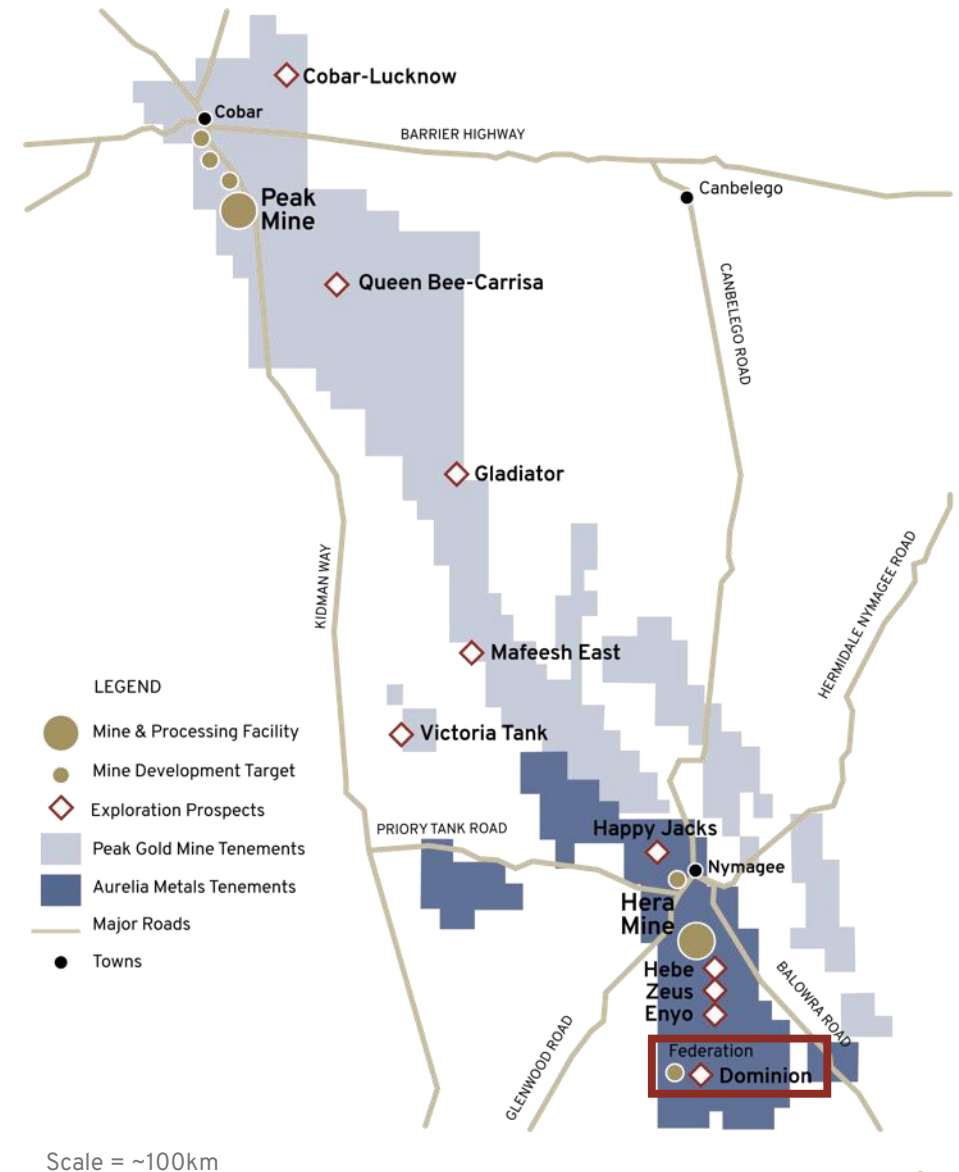 Cobar-Lucknow
Cobar
BARRIER HIGHWAY
Peak
Mine
Canbelego
Queen Bee-Carrisa
CANBELEGO ROAD
Gladiator
KIDMAN WAY
HERMIDALE NYMAGEE ROAD
Mafeesh East
LEGEND
Mine & Processing Facility
Mine Development Target
Exploration Prospects
Peak Gold Mine Tenements
Aurelia Metals Tenements
Major Roads
Towns
Victoria Tank
PRIORY TANK ROAD
Happy Jacks
Nymagee
Hera
Mine
Hebe
Zeus
Enyo
BALOWRA ROAD
GLENWOOD ROAD
Federation
Dominion
Scale = ~100km